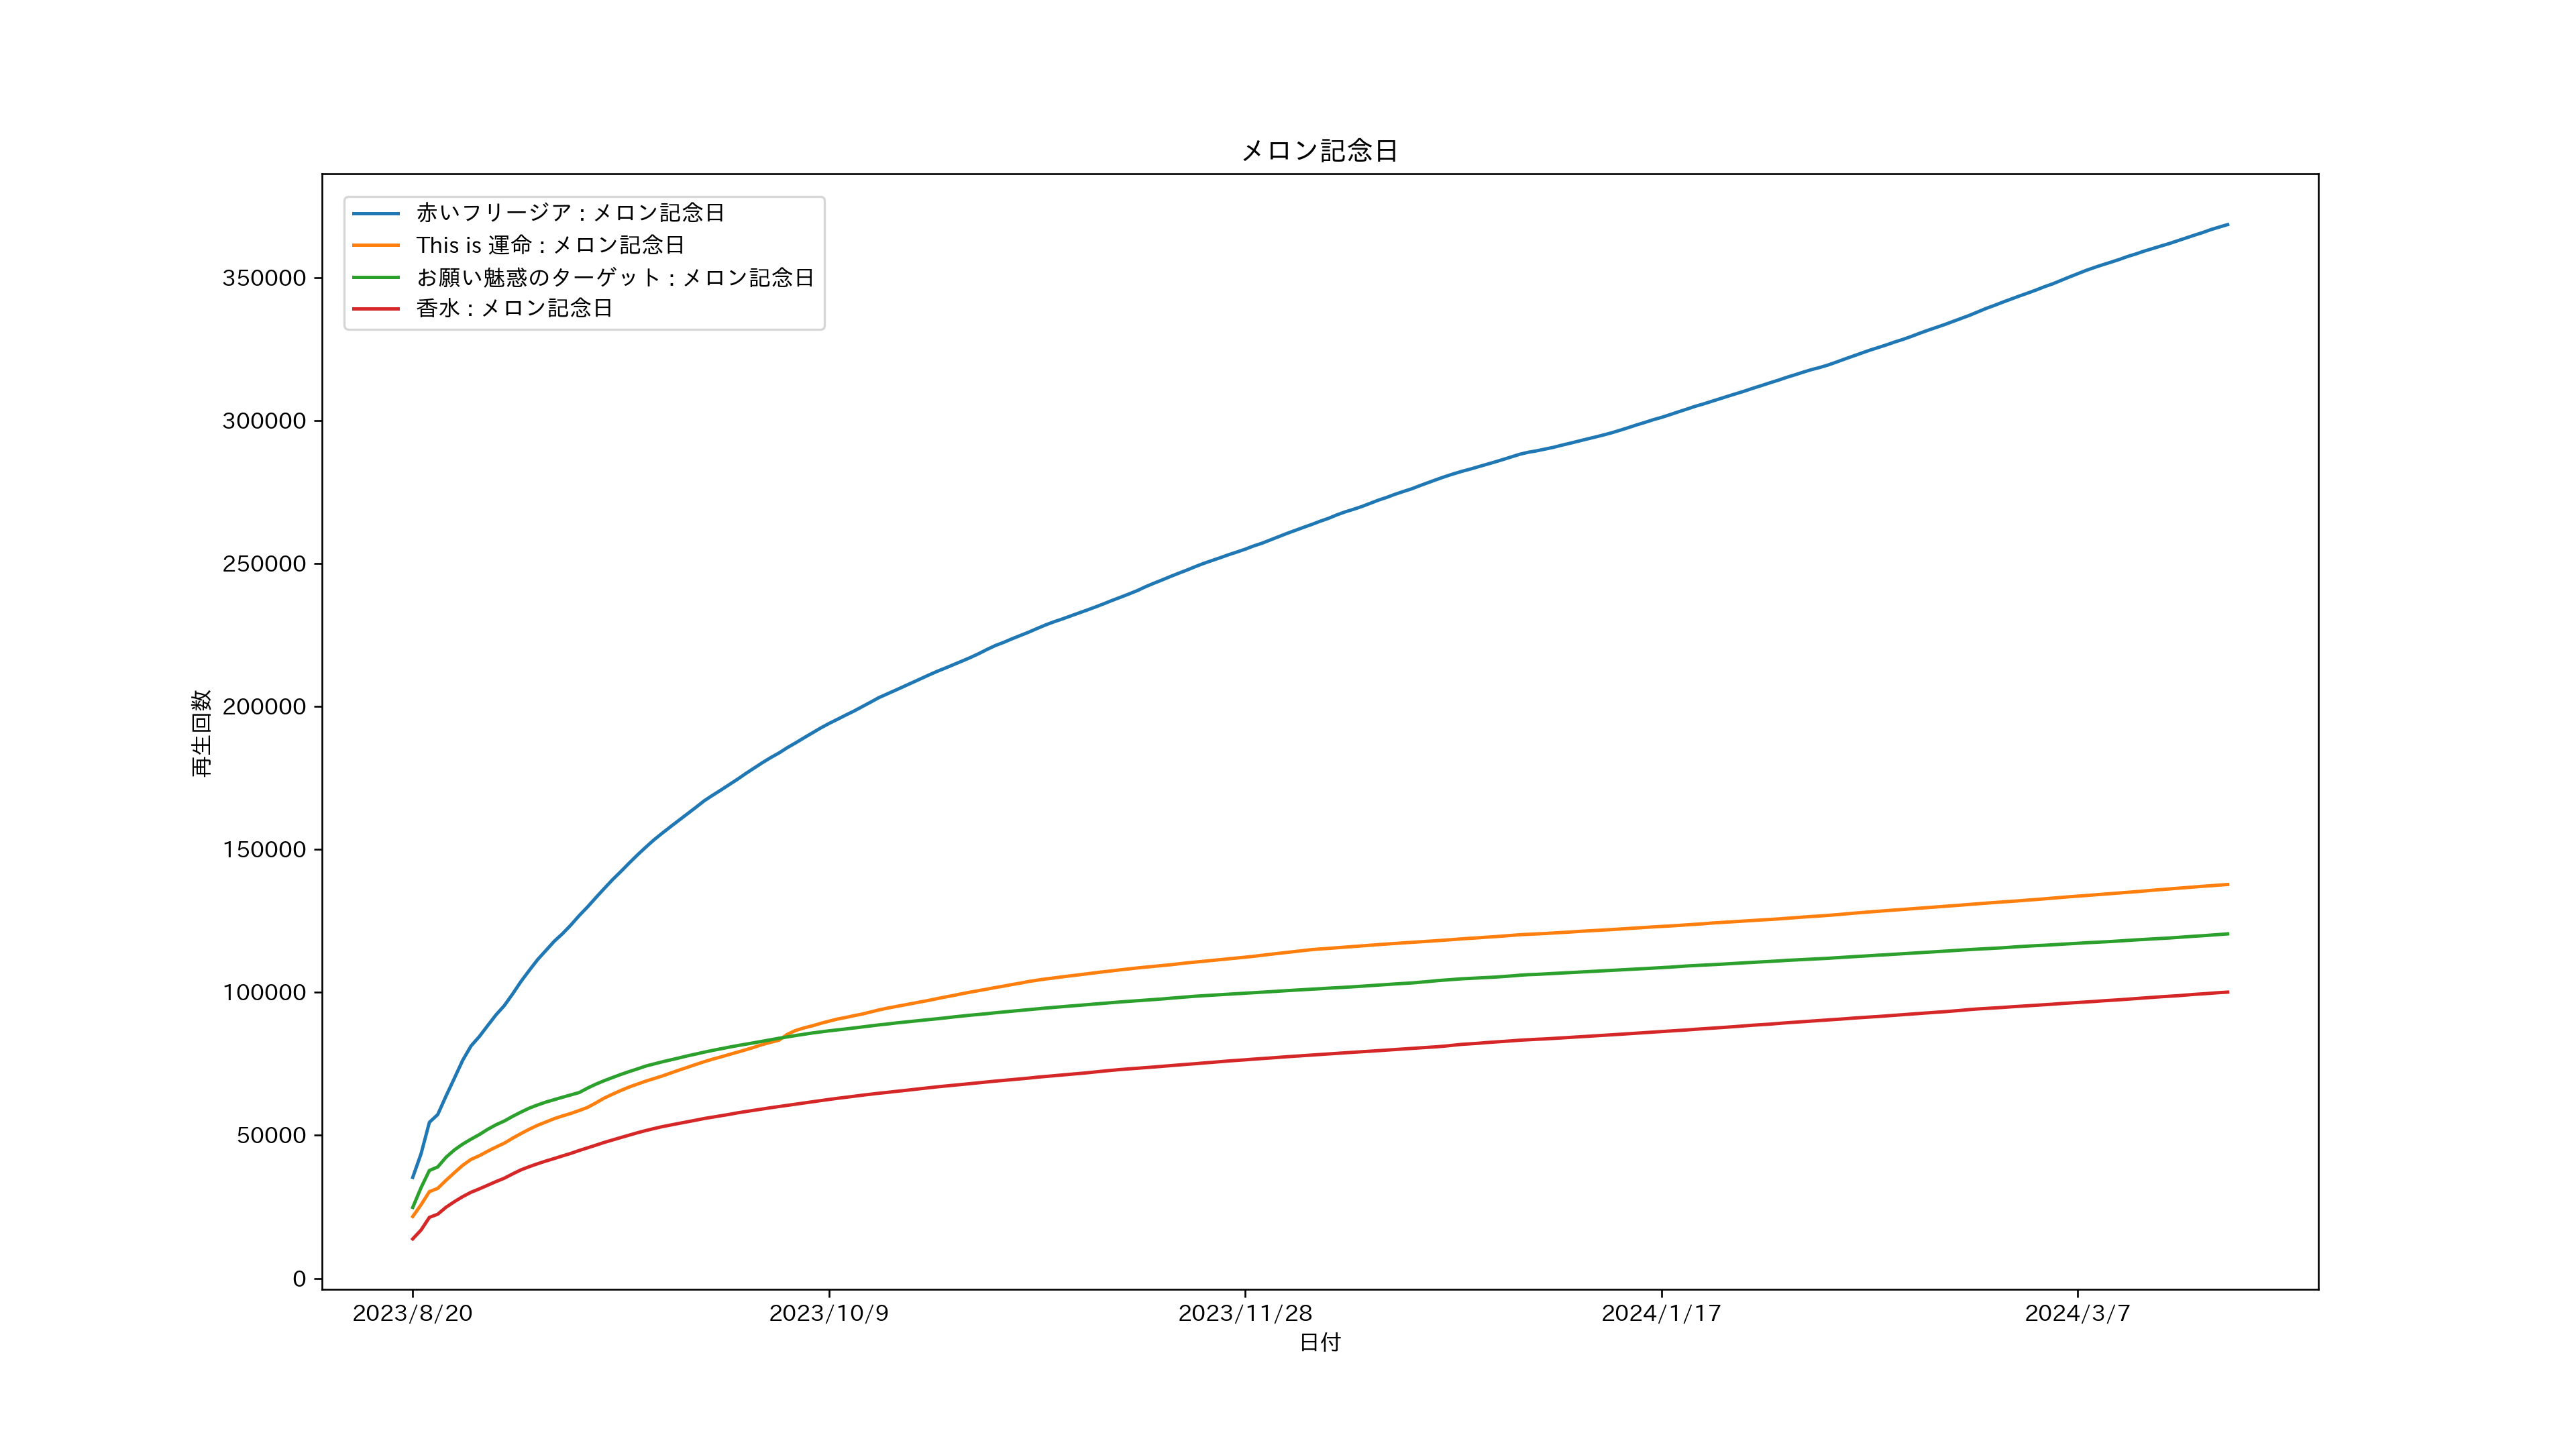 メロン記念日
赤いフリージア : メロン記念日
This is 運命 : メロン記念日
お願い魅惑のターゲット : メロン記念日
香水 : メロン記念日
350000
300000
250000
200000
150000
100000
50000
0
再生回数
2023/8/20
2023/10/9
2023/11/28
2024/1/17
2024/3/7
日付